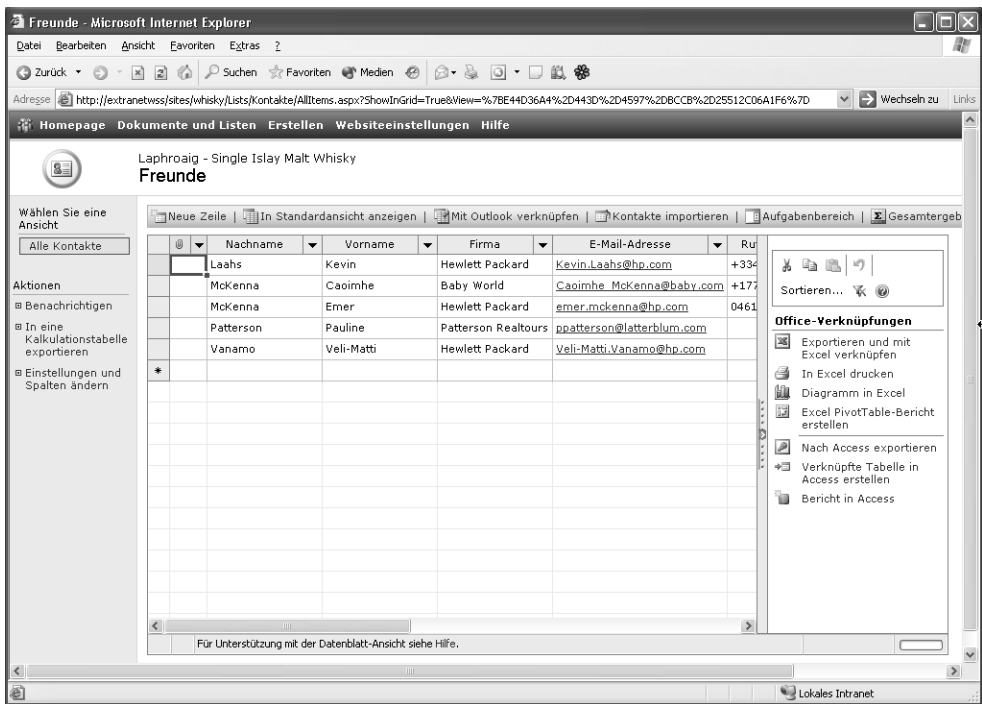 Freunde - Microsoft Internet Explorer
Datei Bearbeiten Ansicht Favoriten Extras ?
Zurück Suchen Favoriten Medien
Adresse http://extranetwss/sites/whisky/Lists/Kontakte/AllItems.aspx?ShowInGrid=True&View=%7BE44D36A4%2D443D%2D4597%2DBCCB%2D25512C06A1F6%7D Wechseln zu Links
Homepage Dokumente und Listen Erstellen Websiteeinstellungen Hilfe
Laphroaig - Single Islay Malt Whisky
Freunde
Wählen Sie eine
Ansicht
Alle Kontakte
Aktionen
Benachrichtigen
In eine
Kalkulationstabelle
exportieren
Einstellungen und
Spalten ändern
Neue Zeile | In Standardansicht anzeigen | Mit Outlook verknüpfen | Kontakte importieren | Aufgabenbereich | Σ Gesamtergeb
Nachname Vorname Firma E-Mail-Adresse Ru
Laahs Kevin Hewlett Packard Kevin.Laahs@hp.com +334
McKenna Caoimhe Baby World Caoimhe_McKenna@baby.com +177
McKenna Emer Hewlett Packard emer.mckenna@hp.com 0461
Patterson Pauline Patterson Realtours ppatterson@latterblum.com
Vanamo Veli-Matti Hewlett Packard Veli-Matti.Vanamo@hp.com
*
Sortieren...
Office-Verknüpfungen
Exportieren und mit
Excel verknüpfen
In Excel drucken
Diagramm in Excel
Excel PivotTable-Bericht
erstellen
Nach Access exportieren
Verknüpfte Tabelle in
Access erstellen
Bericht in Access
Für Unterstützung mit der Datenblatt-Ansicht siehe Hilfe.
Lokales Intranet